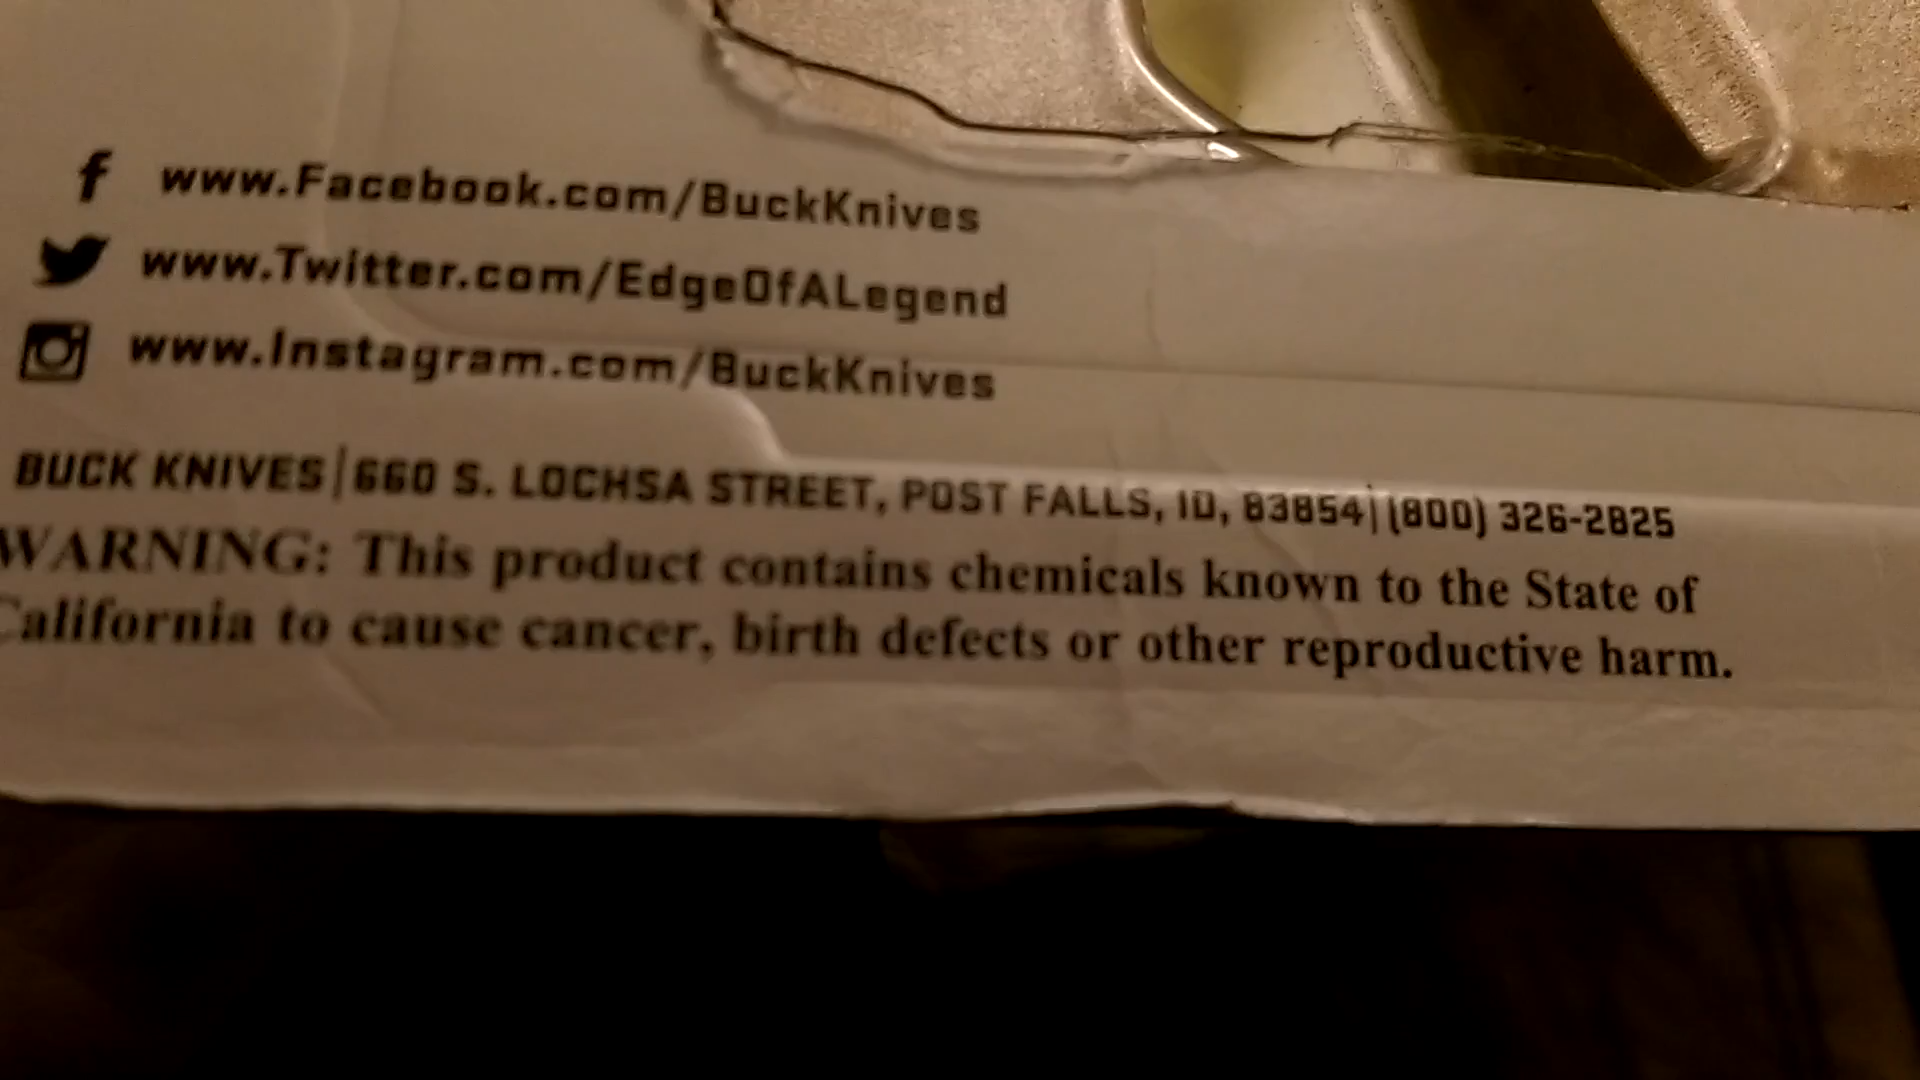 www.Facebook.com/BuckKnives
www.Twitter.com/EdgeOfALegend
www.Instagram.com/BuckKnives
BUCK KNIVES|660 S. LOCHSA STREET, POST FALLS, ID, 83854|(800) 326-2825
WARNING: This product contains chemicals known to the State of
California to cause cancer, birth defects or other reproductive harm.